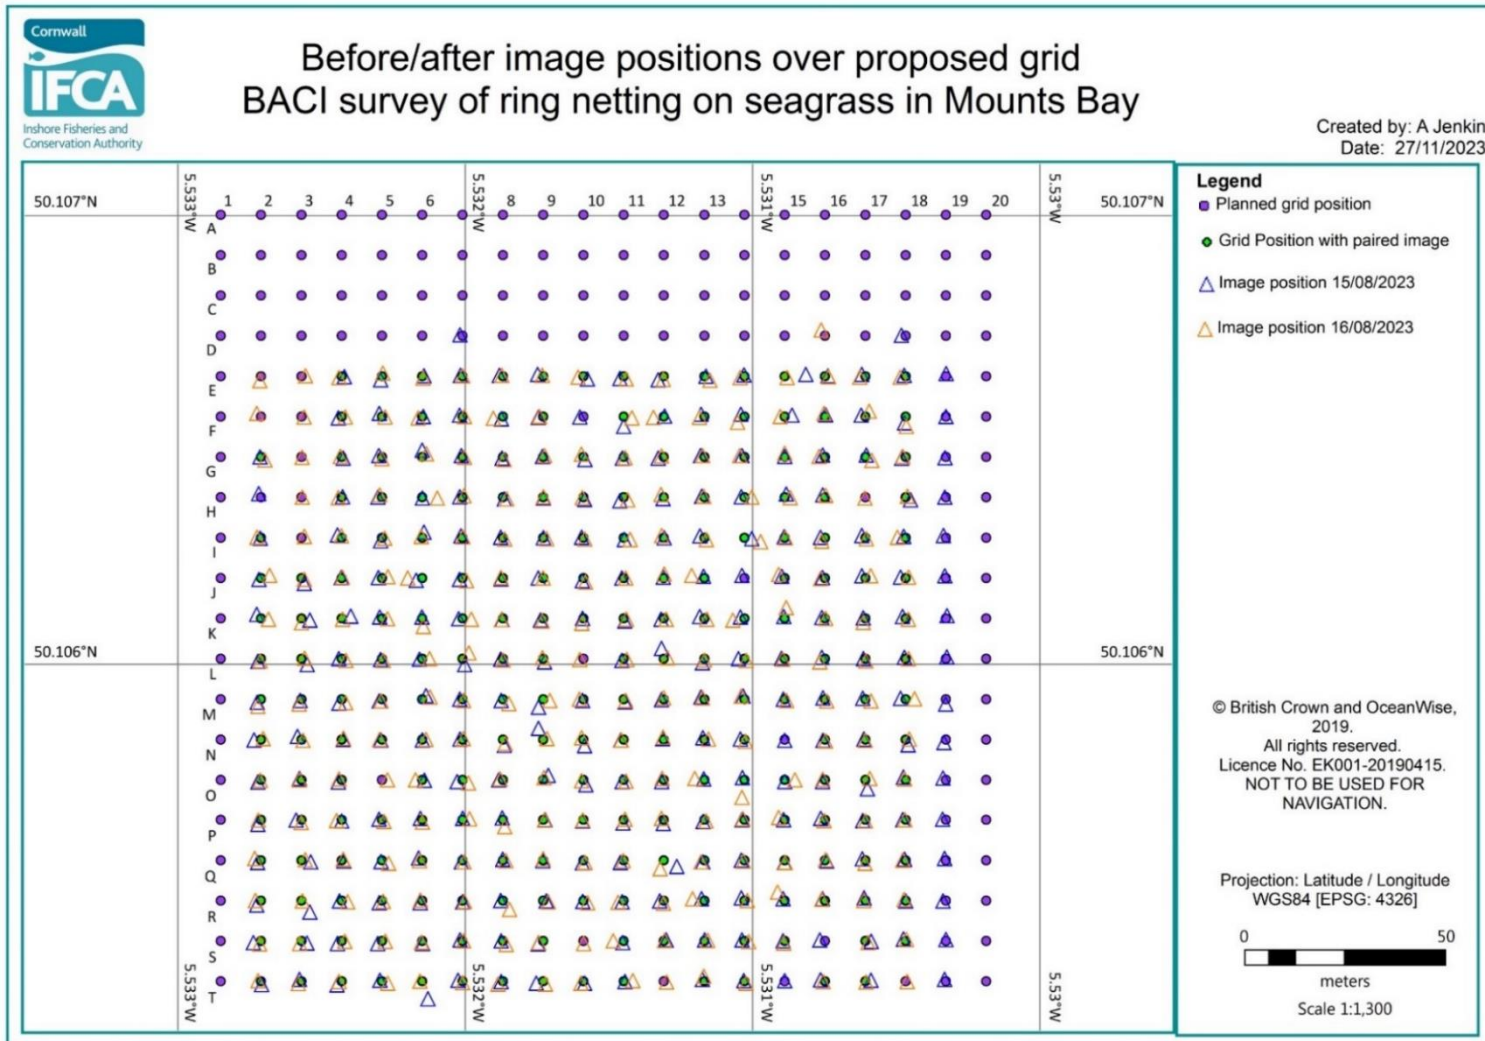 Cornwall
IFCA
Inshore Fisheries and
Conservation Authority
Before/after image positions over proposed grid
BACI survey of ring netting on seagrass in Mounts Bay
Created by: A Jenkin
Date: 27/11/2023
5.533°W 1 2 3 4 5 6 5.532°W 8 9 10 11 12 13 5.531°W 15 16 17 18 19 20 5.53°W
50.107°N 50.107°N
A
B
C
D
E
F
G
H
I
J
K
50.106°N 50.106°N
L
M
N
O
P
Q
R
S
T
5.533°W 5.532°W 5.531°W 5.53°W
Legend
Planned grid position
Grid Position with paired image
Image position 15/08/2023
Image position 16/08/2023
© British Crown and OceanWise,
2019.
All rights reserved.
Licence No. EK001-20190415.
NOT TO BE USED FOR
NAVIGATION.
Projection: Latitude / Longitude
WGS84 [EPSG: 4326]
0 50
meters
Scale 1:1,300